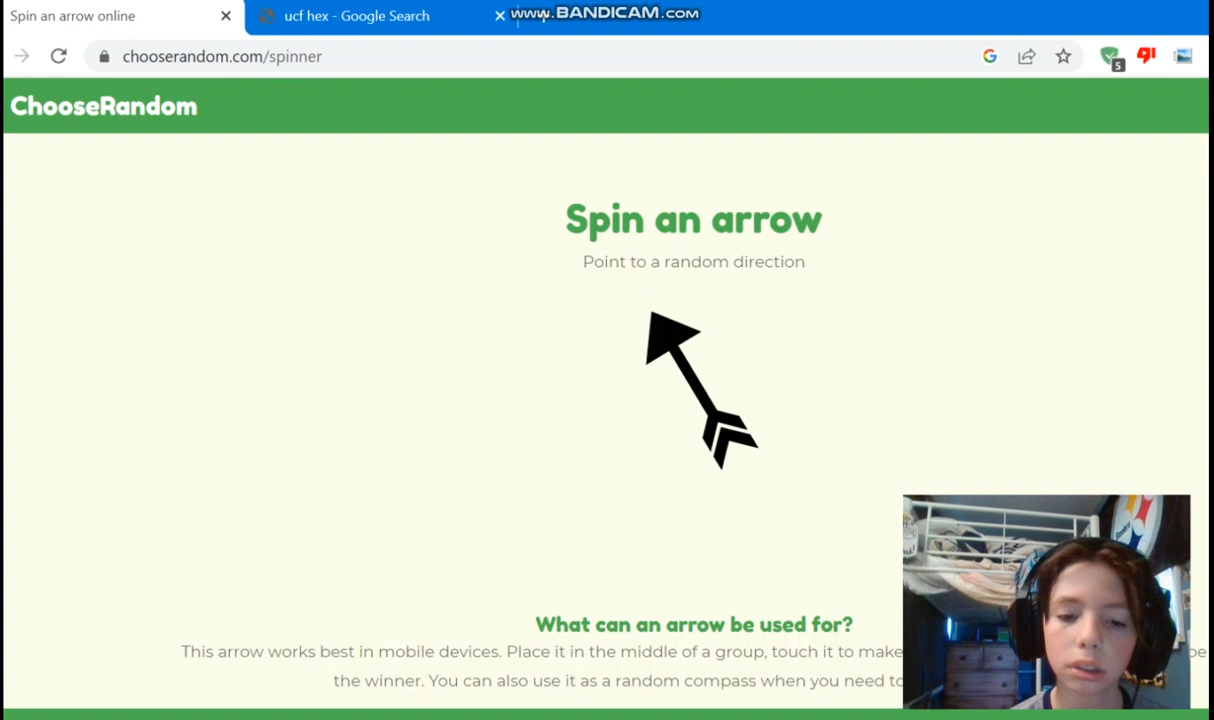 Spin an arrow online
ucf hex - Google Search
www.BANDICAM.com
chooserandom.com/spinner
5
ChooseRandom
Spin an arrow
Point to a random direction
What can an arrow be used for?
This arrow works best in mobile devices. Place it in the middle of a group, touch it to make be
the winner. You can also use it as a random compass when you need to
Steelers